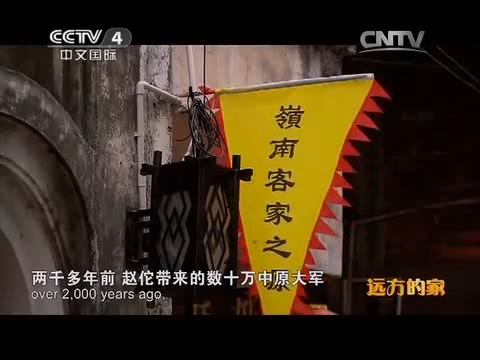 CCTV 4
中文国际
CNTV
嶺南客家之源
两千多年前 赵佗带来的数十万中原大军
over 2,000 years ago.
远方的家